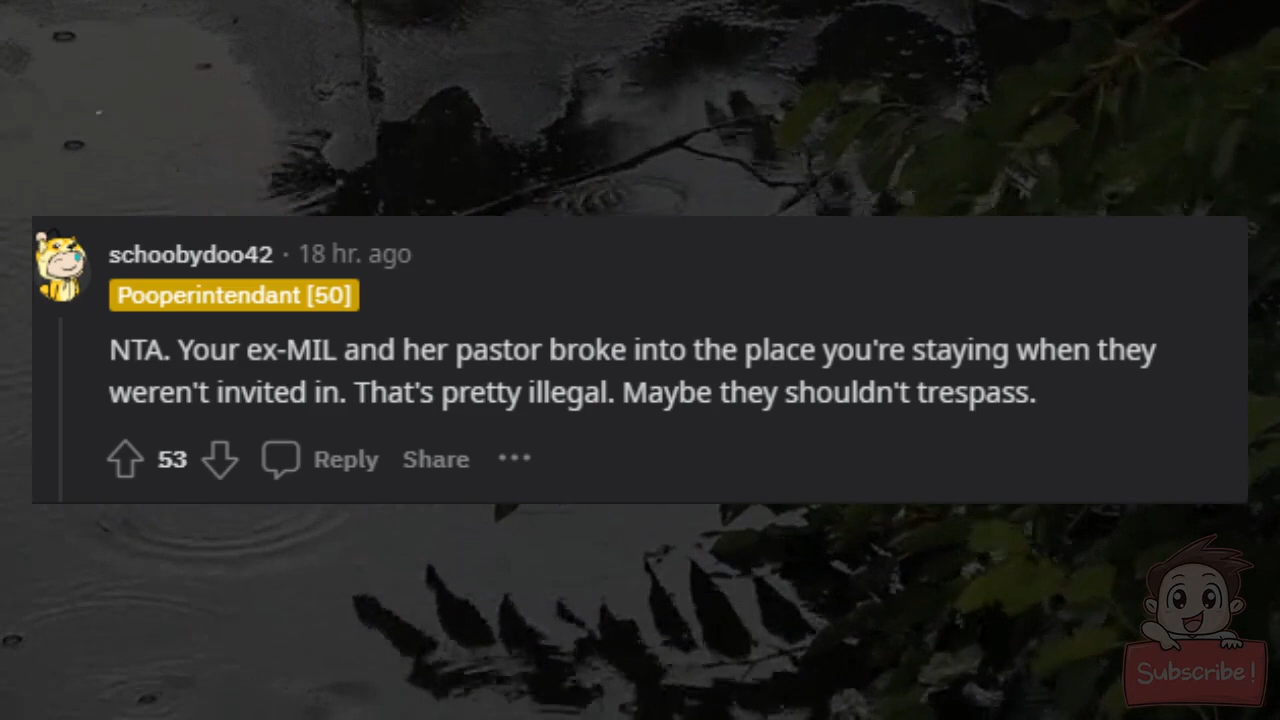 schoobydoo42 · 18 hr. ago
Pooperintendant [50]
NTA. Your ex-MIL and her pastor broke into the place you're staying when they
weren't invited in. That's pretty illegal. Maybe they shouldn't trespass.
53 Reply Share ···
Subscribe!